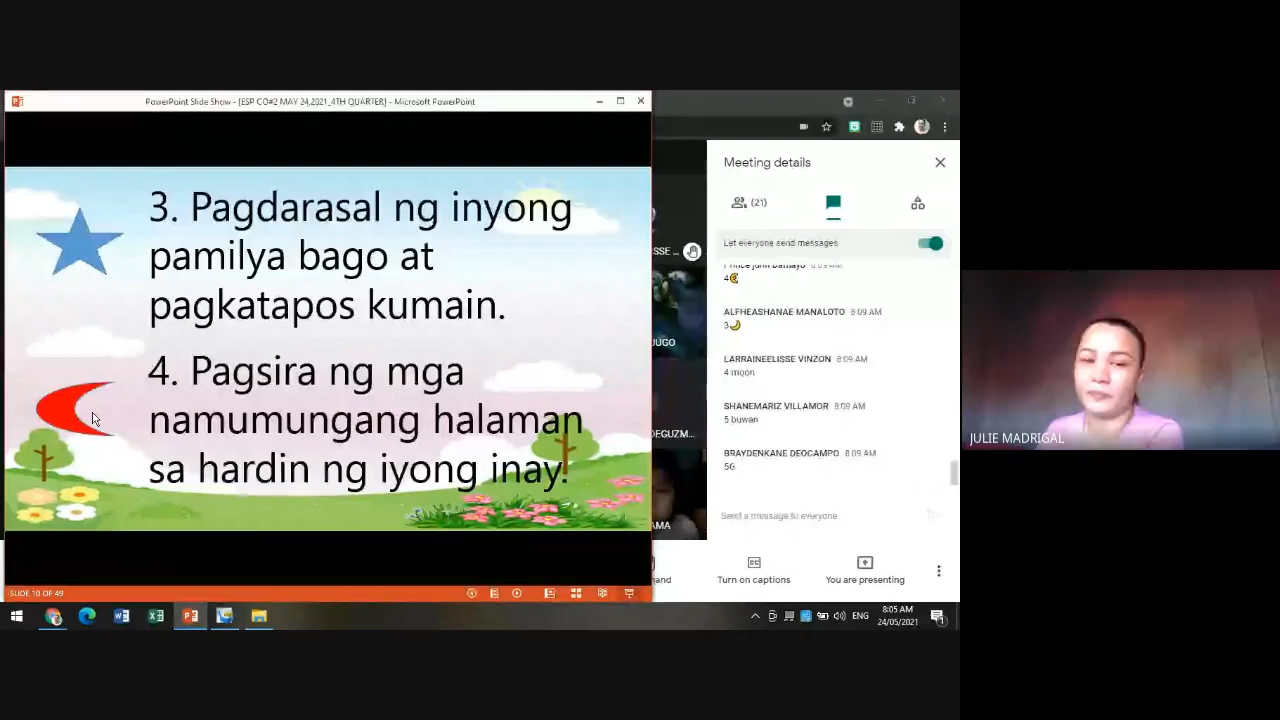 PowerPoint Slide Show - [ESP CO#2 MAY 24,2021_4TH QUARTER] - Microsoft PowerPoint
3. Pagdarasal ng inyong
pamilya bago at
pagkatapos kumain.
4. Pagsira ng mga
namumungang halaman
sa hardin ng iyong inay.
SLIDE 10 OF 49
Meeting details
(21)
Let everyone send messages
8:09 AM
4
ALFHEASHANAE MANALOTO 8:09 AM
3
LARRAINEELISSE VINZON 8:09 AM
4 moon
SHANEMARIZ VILLAMOR 8:09 AM
5 buwan
BRAYDENKANE DEOCAMPO 8:09 AM
5G
Send a message to everyone
Turn on captions
You are presenting
ENG
8:05 AM
24/05/2021
JULIE MADRIGAL